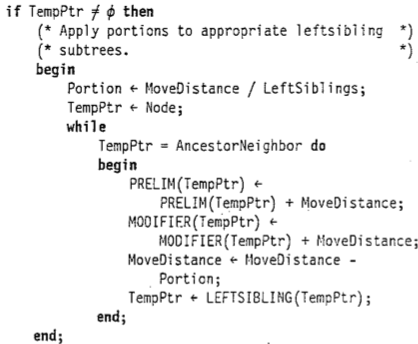 if TempPtr ≠ ϕ then
(* Apply portions to appropriate leftsibling *)
(* subtrees. *)
begin
Portion ← MoveDistance / LeftSiblings;
TempPtr ← Node;
while
TempPtr = AncestorNeighbor do
begin
PRELIM(TempPtr) ←
PRELIM(TempPtr) + MoveDistance;
MODIFIER(TempPtr) ←
MODIFIER(TempPtr) + MoveDistance;
MoveDistance ← MoveDistance -
Portion;
TempPtr ← LEFTSIBLING(TempPtr);
end;
end;